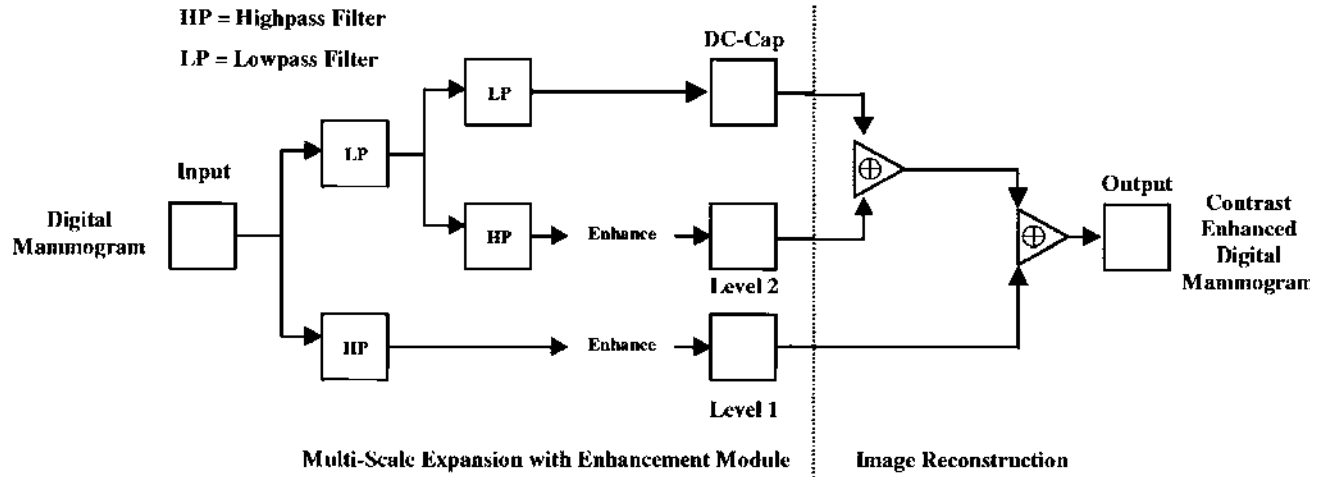 HP = Highpass Filter
LP = Lowpass Filter
DC-Cap
LP
LP
Input
Output
Digital
Mammogram
Contrast
Enhanced
Digital
Mammogram
HP
Enhance
Level 2
HP
Enhance
Level 1
Multi-Scale Expansion with Enhancement Module
Image Reconstruction